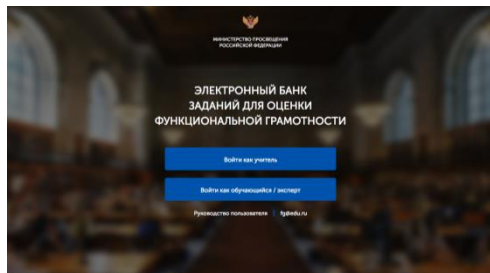 МИНИСТЕРСТВО ПРОСВЕЩЕНИЯ
РОССИЙСКОЙ ФЕДЕРАЦИИ
ЭЛЕКТРОННЫЙ БАНК
ЗАДАНИЙ ДЛЯ ОЦЕНКИ
ФУНКЦИОНАЛЬНОЙ ГРАМОТНОСТИ
Войти как учитель
Войти как обучающийся / эксперт
Руководство пользователя | fg@edu.ru